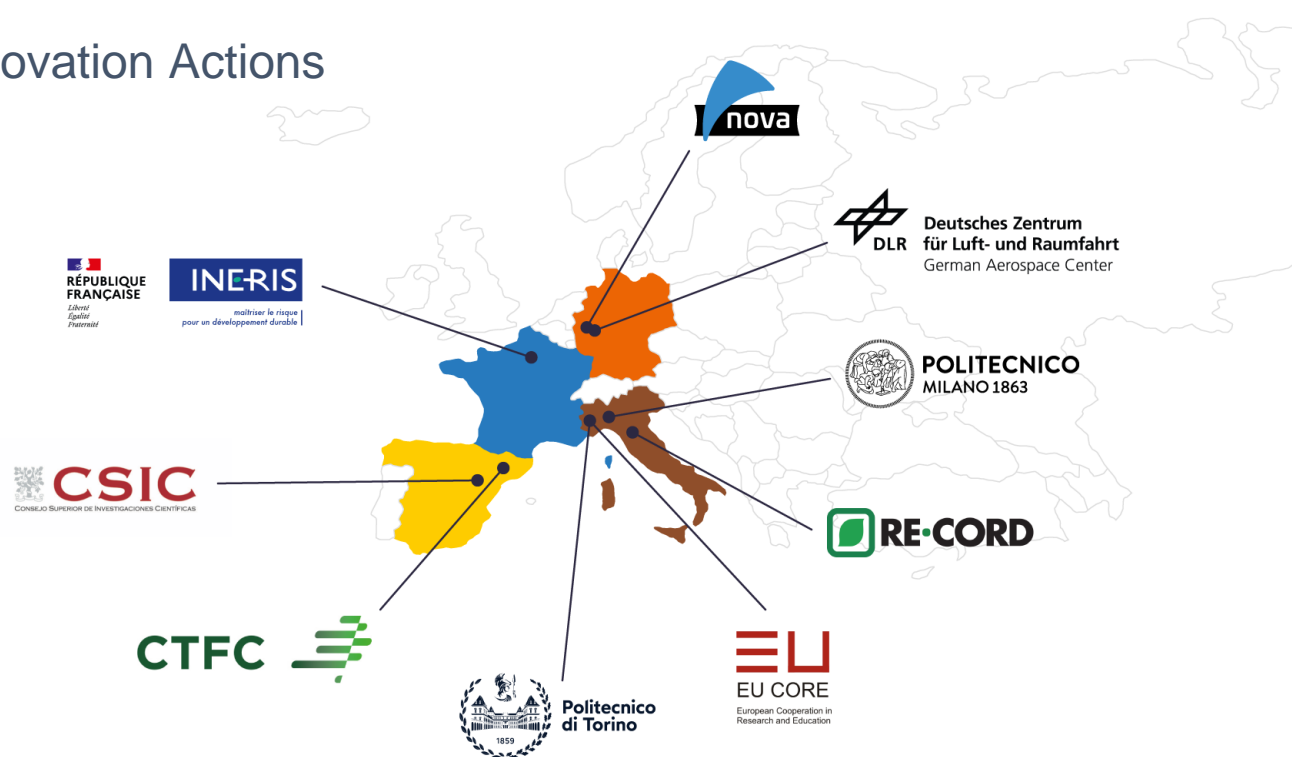 ovation Actions
nova
DLR
Deutsches Zentrum
für Luft- und Raumfahrt
German Aerospace Center
RÉPUBLIQUE
FRANÇAISE
Liberté
Égalité
Fraternité
INERIS
maîtriser le risque
pour un développement durable
POLITECNICO
MILANO 1863
CSIC
CONSEJO SUPERIOR DE INVESTIGACIONES CIENTÍFICAS
RE-CORD
CTFC
EU
EU CORE
European Cooperation in
Research and Education
1859
Politecnico
di Torino